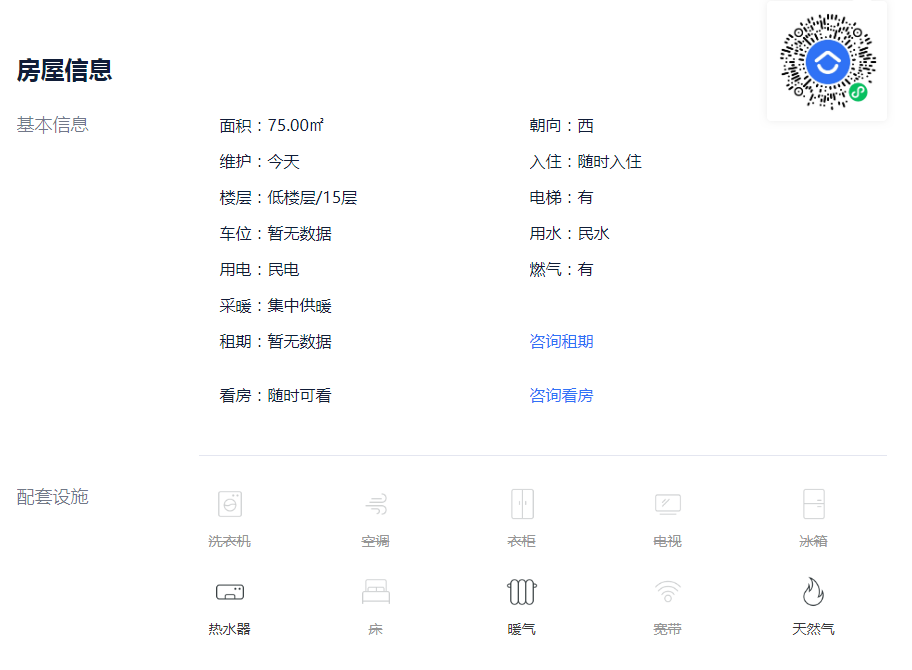 房屋信息
基本信息
面积：75.00㎡ 朝向：西
维护：今天 入住：随时入住
楼层：低楼层/15层 电梯：有
车位：暂无数据 用水：民水
用电：民电 燃气：有
采暖：集中供暖
租期：暂无数据 咨询租期
看房：随时可看 咨询看房
配套设施
洗衣机 空调 衣柜 电视 冰箱
热水器 床 暖气 宽带 天然气